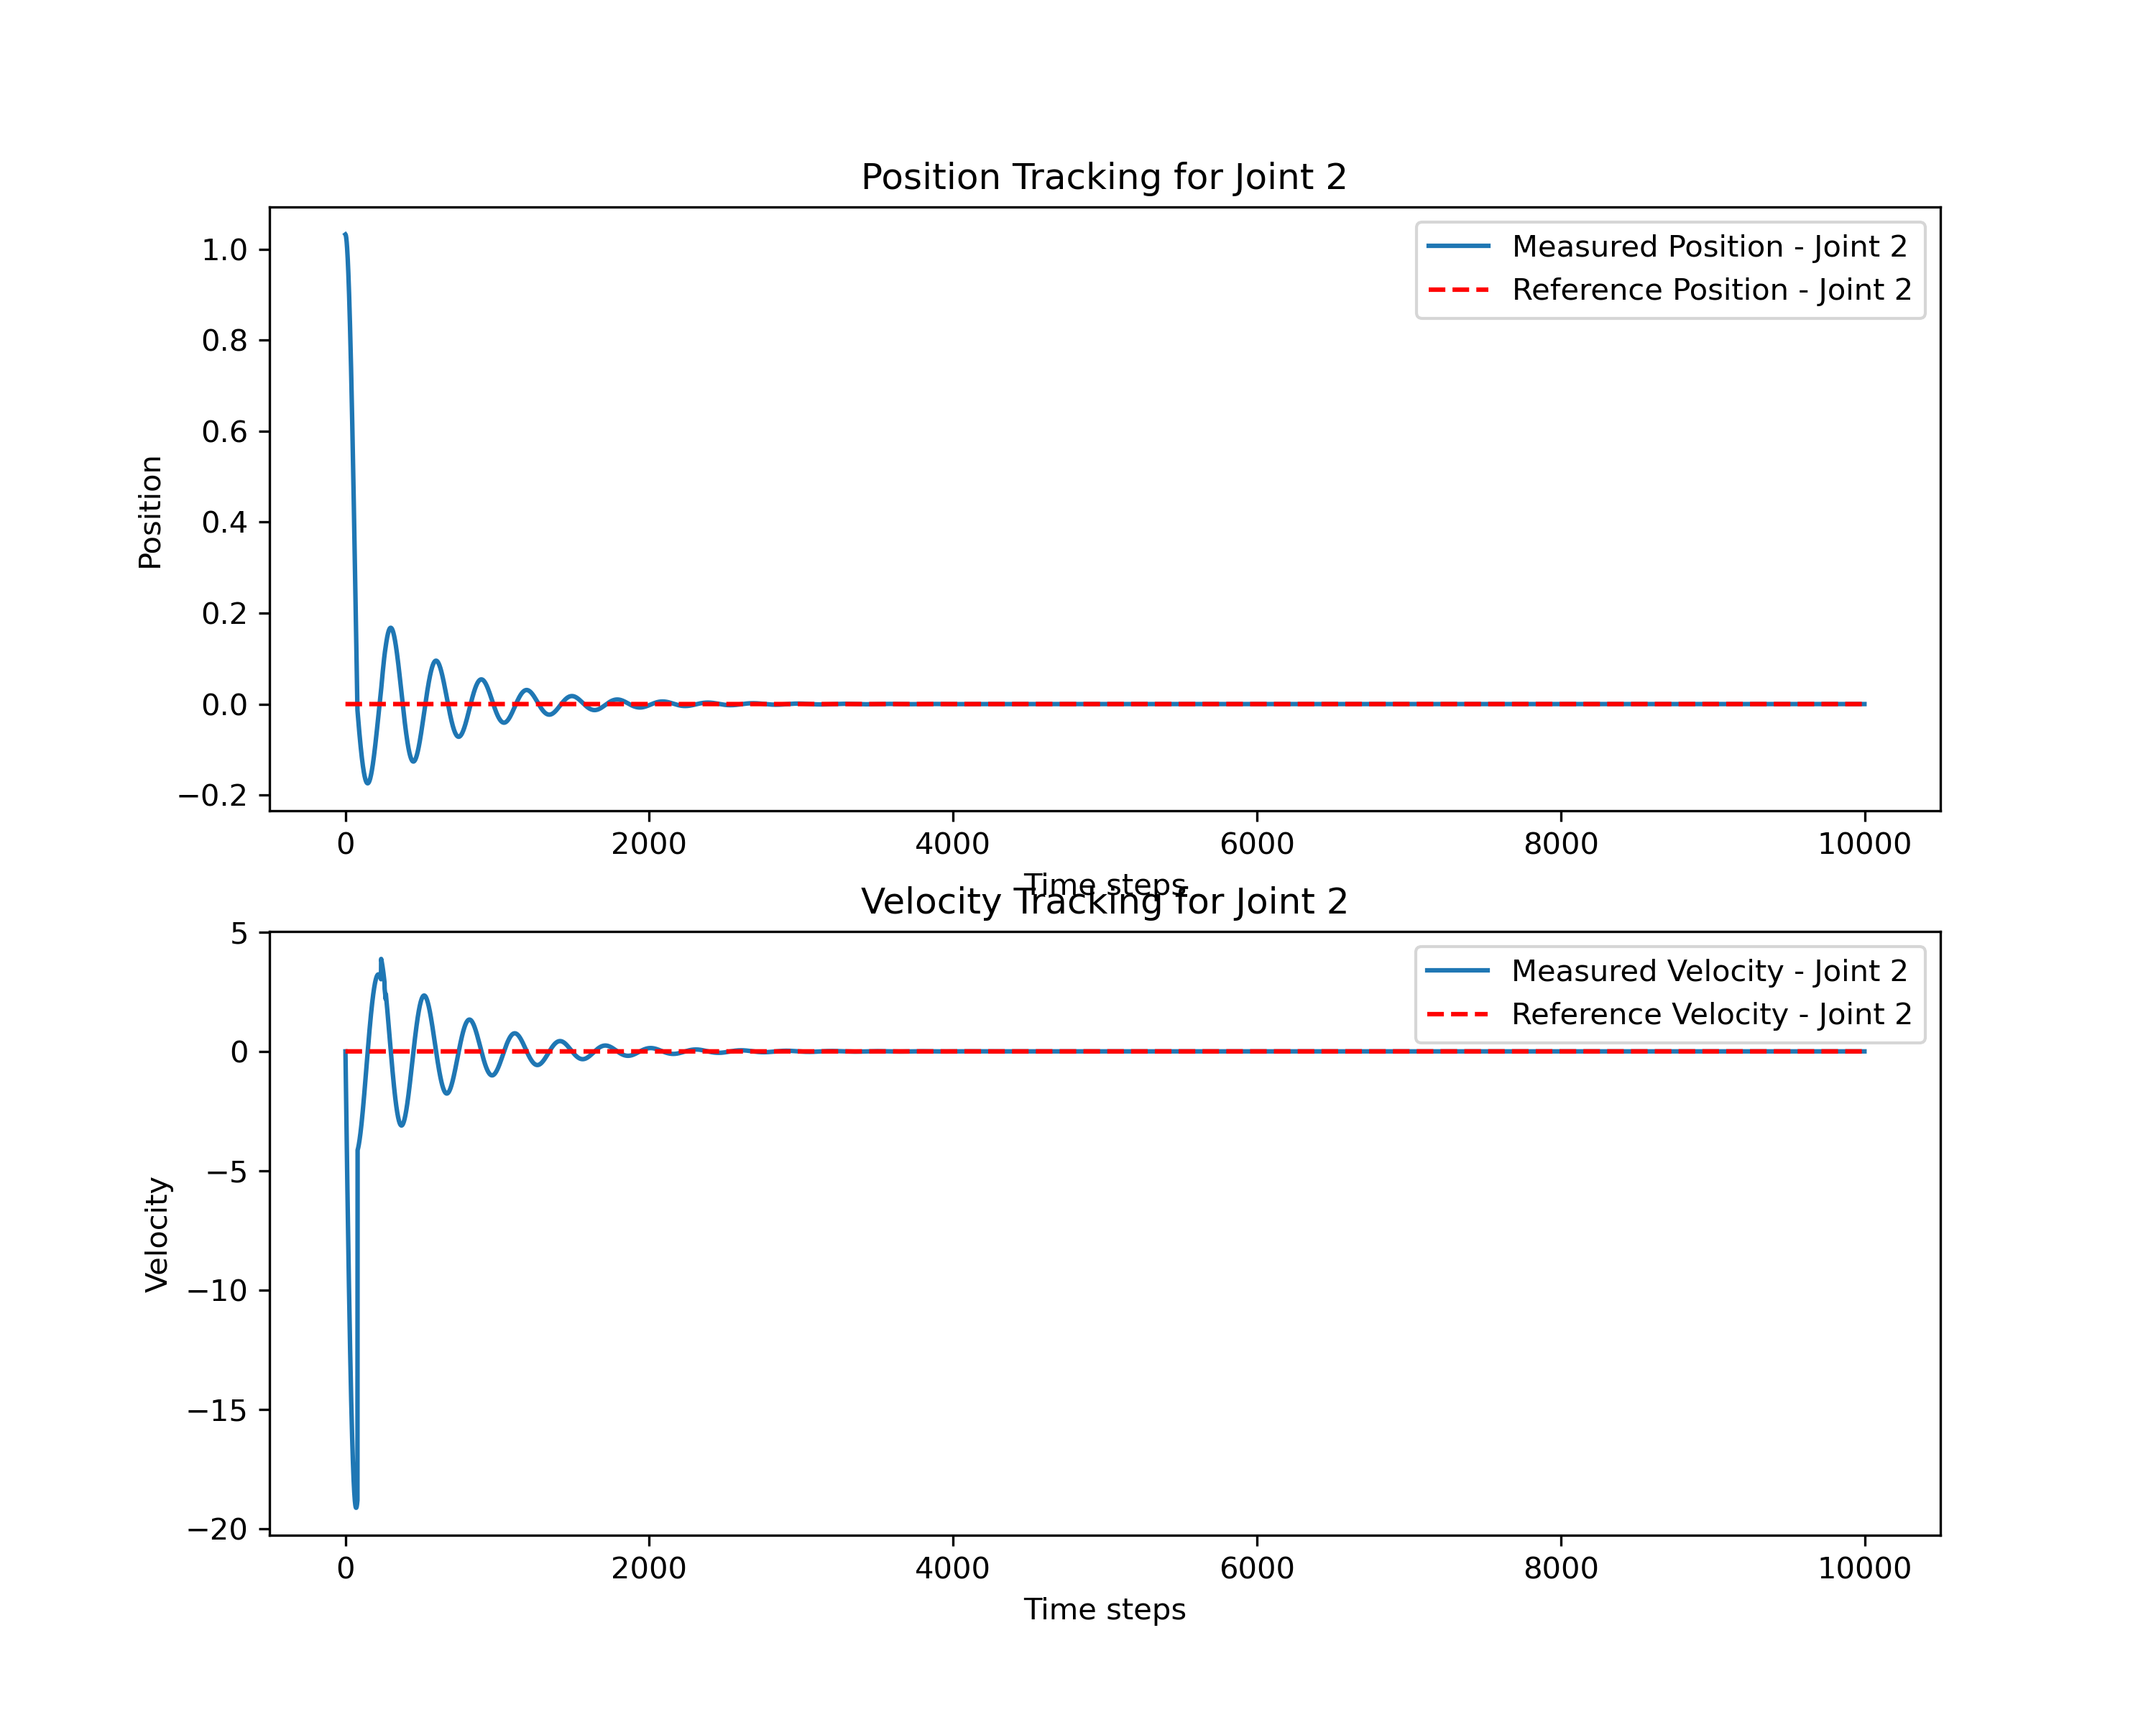 Position Tracking for Joint 2
Measured Position - Joint 2
Reference Position - Joint 2
Position
1.0
0.8
0.6
0.4
0.2
0.0
−0.2
0 2000 4000 6000 8000 10000
Time steps
Velocity Tracking for Joint 2
Measured Velocity - Joint 2
Reference Velocity - Joint 2
Velocity
5
0
−5
−10
−15
−20
0 2000 4000 6000 8000 10000
Time steps